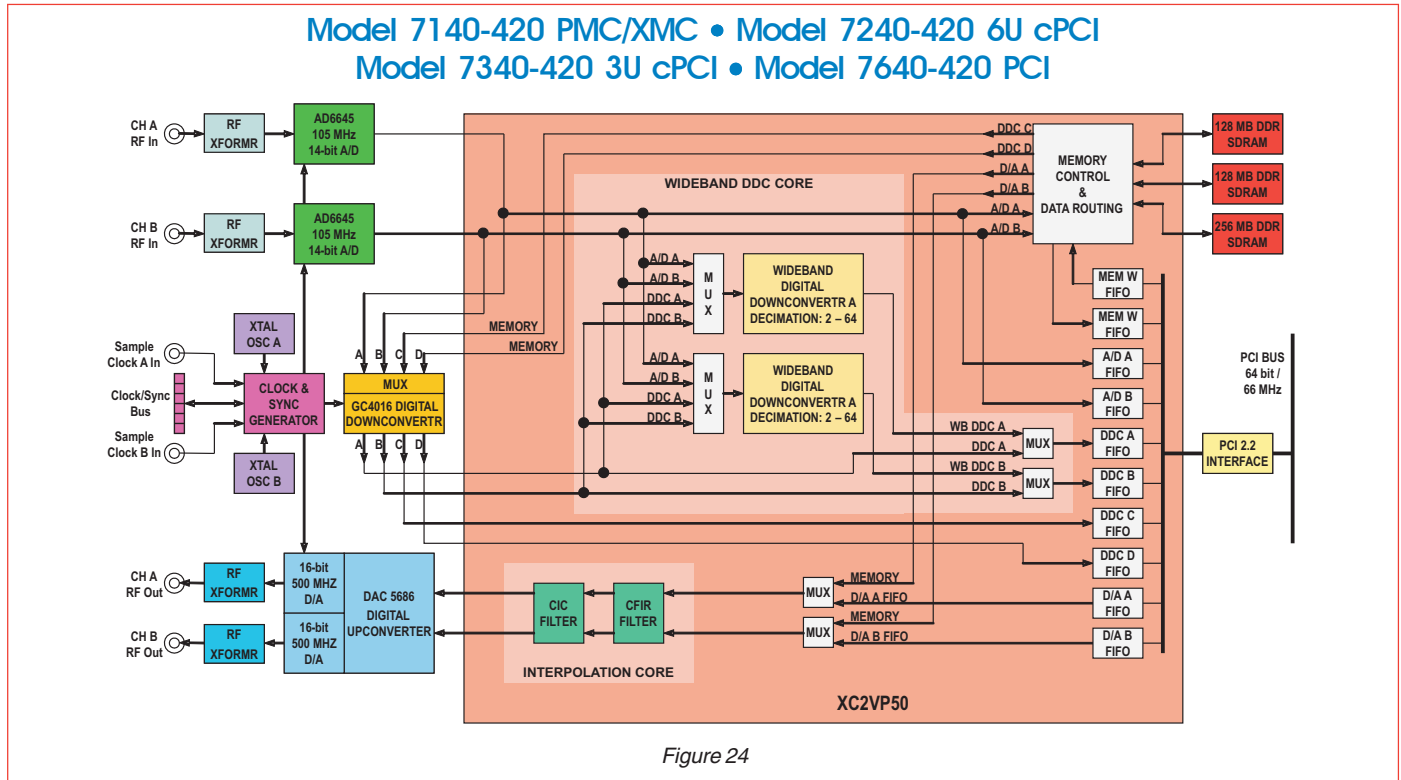 Model 7140-420 PMC/XMC • Model 7240-420 6U cPCI
Model 7340-420 3U cPCI • Model 7640-420 PCI
CH A
RF In
RF
XFORMR
AD6645
105 MHz
14-bit A/D
CH B
RF In
RF
XFORMR
AD6645
105 MHz
14-bit A/D
XTAL
OSC A
Sample
Clock A In
Clock/Sync
Bus
Sample
Clock B In
CLOCK &
SYNC
GENERATOR
XTAL
OSC B
A
B
C
D
MUX
GC4016 DIGITAL
DOWNCONVERTR
A
B
C
D
MEMORY
MEMORY
CH A
RF Out
RF
XFORMR
16-bit
500 MHZ
D/A
CH B
RF Out
RF
XFORMR
16-bit
500 MHZ
D/A
DAC 5686
DIGITAL
UPCONVERTER
WIDEBAND DDC CORE
A/D A
A/D B
DDC A
DDC B
M
U
X
WIDEBAND
DIGITAL
DOWNCONVERTR A
DECIMATION: 2 – 64
A/D A
A/D B
DDC A
DDC B
M
U
X
WIDEBAND
DIGITAL
DOWNCONVERTR A
DECIMATION: 2 – 64
WB DDC A
DDC A
MUX
WB DDC B
DDC B
MUX
DDC C
DDC D
D/A A
D/A B
A/D A
A/D B
MEMORY
CONTROL
&
DATA ROUTING
128 MB DDR
SDRAM
128 MB DDR
SDRAM
256 MB DDR
SDRAM
MEM W
FIFO
MEM W
FIFO
A/D A
FIFO
A/D B
FIFO
DDC A
FIFO
DDC B
FIFO
DDC C
FIFO
DDC D
FIFO
D/A A
FIFO
D/A B
FIFO
PCI BUS
64 bit /
66 MHz
PCI 2.2
INTERFACE
CIC
FILTER
CFIR
FILTER
INTERPOLATION CORE
MUX
MEMORY
D/A A FIFO
MUX
MEMORY
D/A B FIFO
XC2VP50
Figure 24